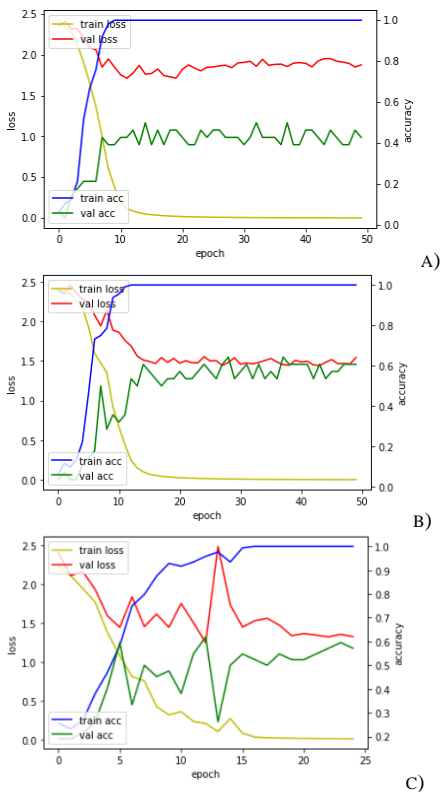 2.5
2.0
1.5
1.0
0.5
0.0
loss
train loss
val loss
train acc
val acc
1.0
0.8
0.6
0.4
0.2
0.0
accuracy
0 10 20 30 40 50
epoch
A)
2.5
2.0
1.5
1.0
0.5
0.0
loss
train loss
val loss
train acc
val acc
1.0
0.8
0.6
0.4
0.2
0.0
accuracy
0 10 20 30 40 50
epoch
B)
2.5
2.0
1.5
1.0
0.5
0.0
loss
train loss
val loss
train acc
val acc
1.0
0.9
0.8
0.7
0.6
0.5
0.4
0.3
0.2
accuracy
0 5 10 15 20 25
epoch
C)